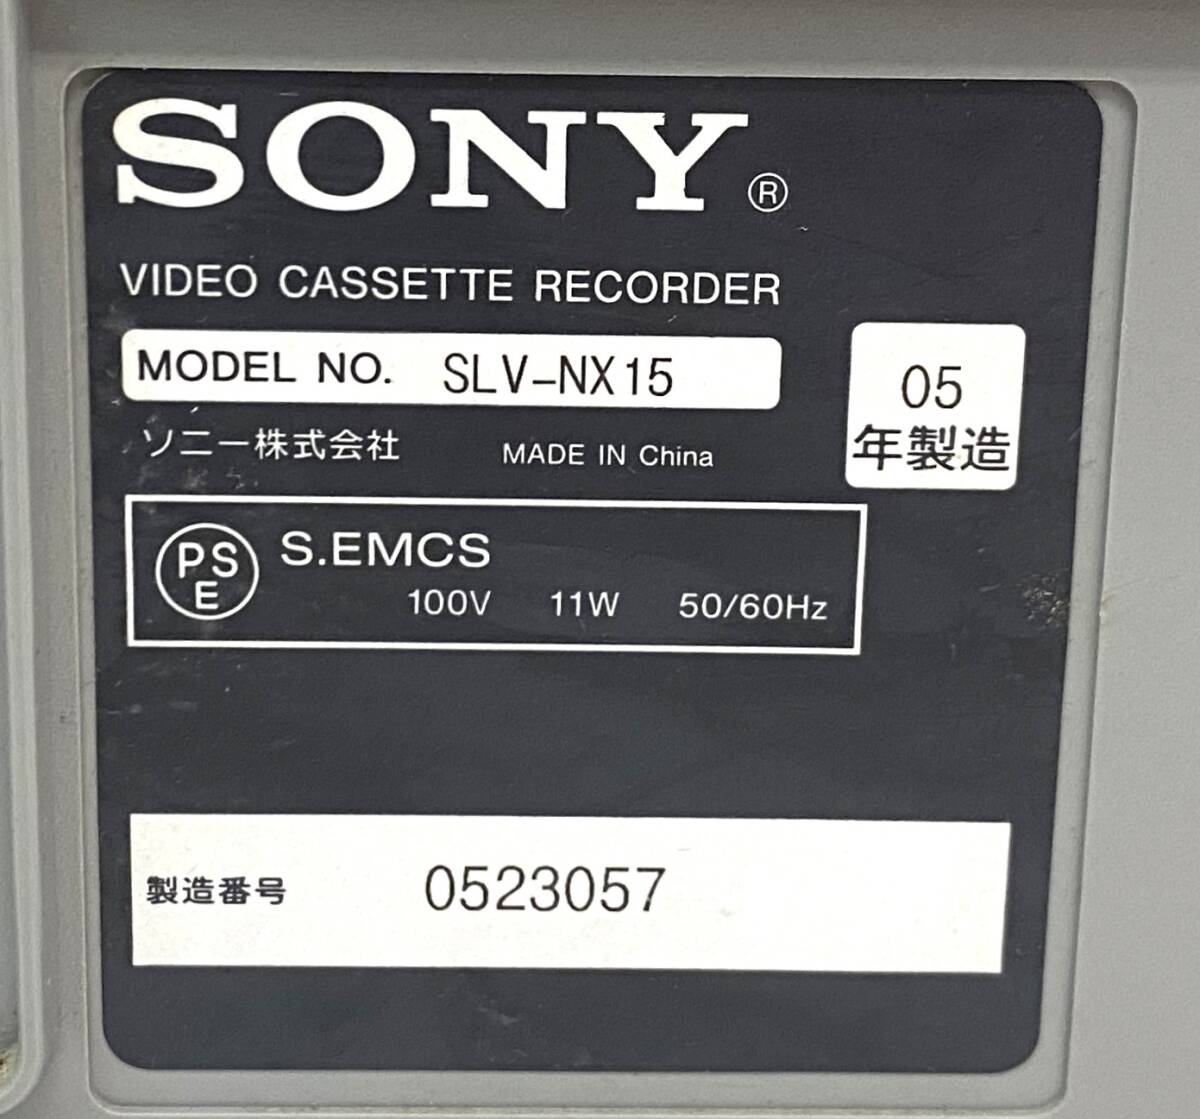 SONY®
VIDEO CASSETTE RECORDER
MODEL NO. SLV-NX15
05
年製造
ソニー株式会社 MADE IN China
PS
E
S.EMCS
100V 11W 50/60Hz
製造番号 0523057